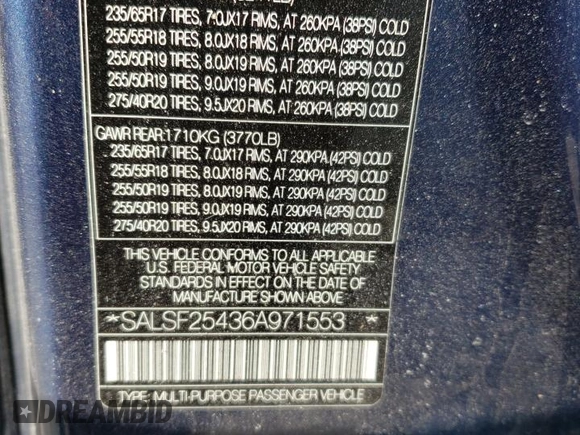 235/65R17 TIRES, 7.0JX17 RIMS, AT 260KPA (38PSI) COLD
255/55R18 TIRES, 8.0JX18 RIMS, AT 260KPA (38PSI) COLD
255/50R19 TIRES, 8.0JX19 RIMS, AT 260KPA (38PSI) COLD
255/50R19 TIRES, 9.0JX19 RIMS, AT 260KPA (38PSI) COLD
275/40R20 TIRES, 9.5JX20 RIMS, AT 260KPA (38PSI) COLD
GAWR REAR: 1710KG (3770LB)
235/65R17 TIRES, 7.0JX17 RIMS, AT 290KPA (42PSI) COLD
255/55R18 TIRES, 8.0JX18 RIMS, AT 290KPA (42PSI) COLD
255/50R19 TIRES, 8.0JX19 RIMS, AT 290KPA (42PSI) COLD
255/50R19 TIRES, 9.0JX19 RIMS, AT 290KPA (42PSI) COLD
275/40R20 TIRES, 9.5JX20 RIMS, AT 290KPA (42PSI) COLD
THIS VEHICLE CONFORMS TO ALL APPLICABLE
U.S. FEDERAL MOTOR VEHICLE SAFETY
STANDARDS IN EFFECT ON THE DATE OF
MANUFACTURE SHOWN ABOVE
*SALSF25436A971553*
TYPE: MULTI-PURPOSE PASSENGER VEHICLE
DREAMBID